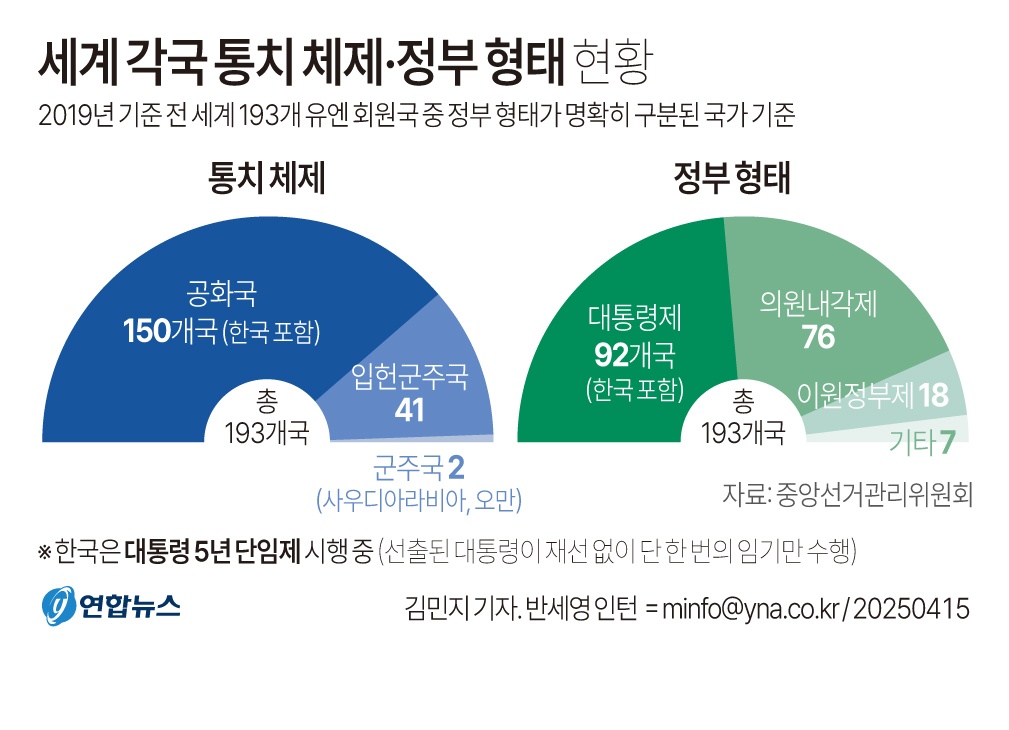 세계 각국 통치 체제·정부 형태 현황
2019년 기준 전 세계 193개 유엔 회원국 중 정부 형태가 명확히 구분된 국가 기준
통치 체제
공화국
150개국 (한국 포함)
입헌군주국
41
총
193개국
군주국 2
(사우디아라비아, 오만)
정부 형태
대통령제
92개국
(한국 포함)
의원내각제
76
이원정부제 18
총
193개국
기타 7
자료: 중앙선거관리위원회
※ 한국은 대통령 5년 단임제 시행 중 (선출된 대통령이 재선 없이 단 한 번의 임기만 수행)
y 연합뉴스
김민지 기자. 반세영 인턴 = minfo@yna.co.kr / 20250415